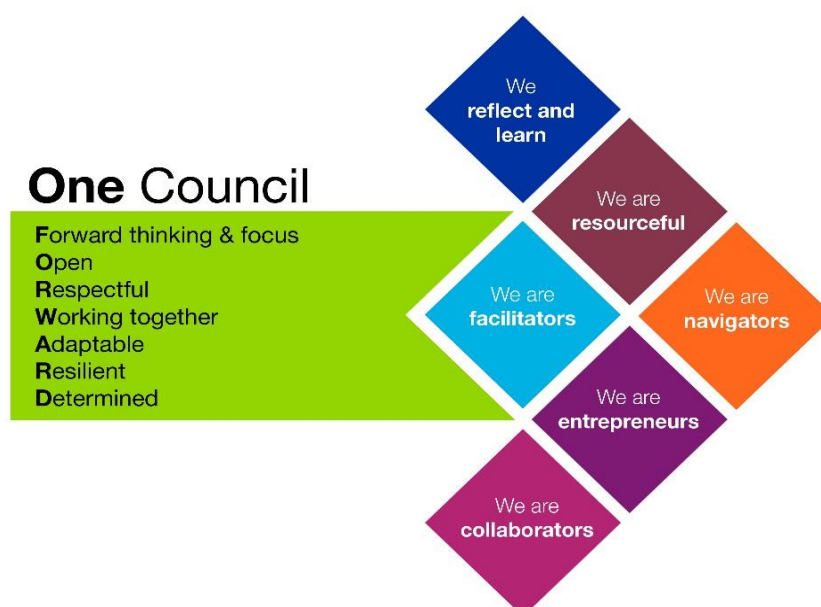 One Council
Forward thinking & focus
Open
Respectful
Working together
Adaptable
Resilient
Determined
We
reflect and
learn
We are
resourceful
We are
facilitators
We are
navigators
We are
entrepreneurs
We are
collaborators